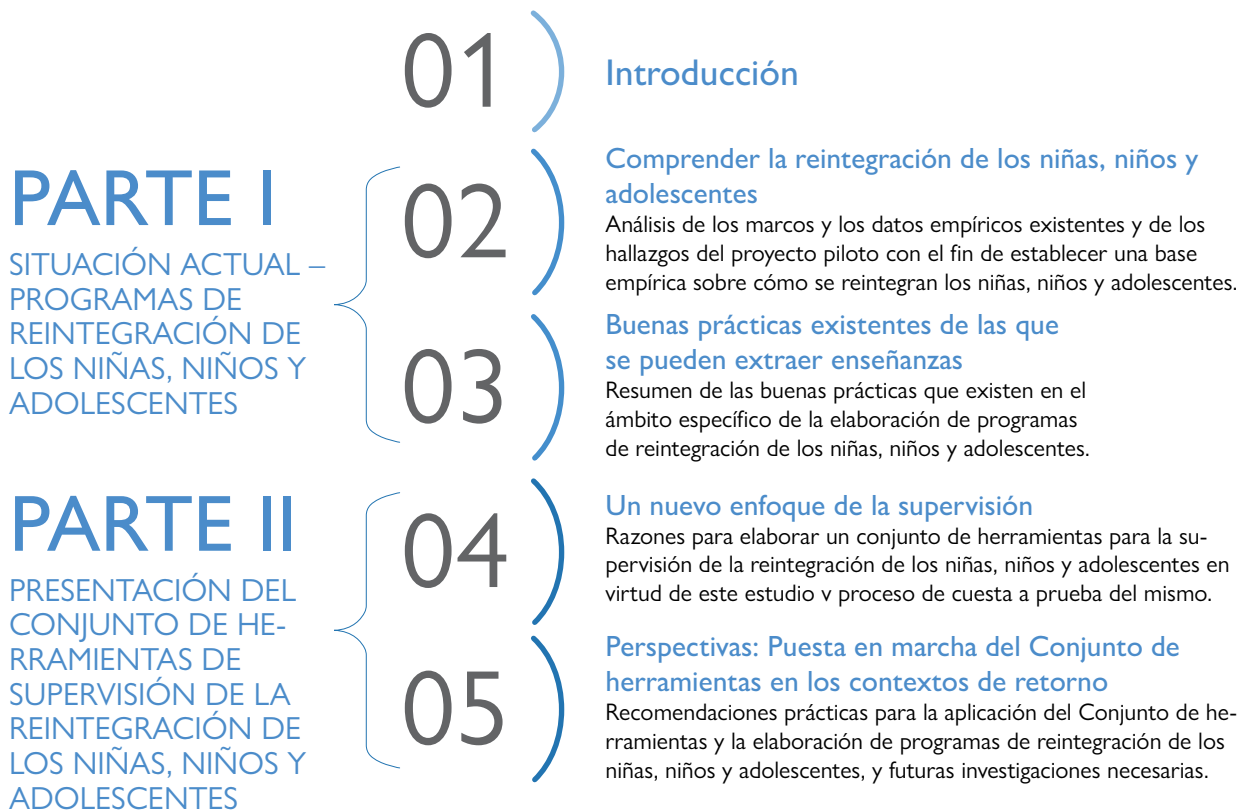 01
Introducción
PARTE I
SITUACIÓN ACTUAL –
PROGRAMAS DE
REINTEGRACIÓN DE
LOS NIÑAS, NIÑOS Y
ADOLESCENTES
02
Comprender la reintegración de los niñas, niños y
adolescentes
Análisis de los marcos y los datos empíricos existentes y de los
hallazgos del proyecto piloto con el fin de establecer una base
empírica sobre cómo se reintegran los niñas, niños y adolescentes.
03
Buenas prácticas existentes de las que
se pueden extraer enseñanzas
Resumen de las buenas prácticas que existen en el
ámbito específico de la elaboración de programas
de reintegración de los niñas, niños y adolescentes.
PARTE II
PRESENTACIÓN DEL
CONJUNTO DE HE-
RRAMIENTAS DE
SUPERVISIÓN DE LA
REINTEGRACIÓN DE
LOS NIÑAS, NIÑOS Y
ADOLESCENTES
04
Un nuevo enfoque de la supervisión
Razones para elaborar un conjunto de herramientas para la su-
pervisión de la reintegración de los niñas, niños y adolescentes en
virtud de este estudio v proceso de cuesta a prueba del mismo.
05
Perspectivas: Puesta en marcha del Conjunto de
herramientas en los contextos de retorno
Recomendaciones prácticas para la aplicación del Conjunto de he-
rramientas y la elaboración de programas de reintegración de los
niñas, niños y adolescentes, y futuras investigaciones necesarias.